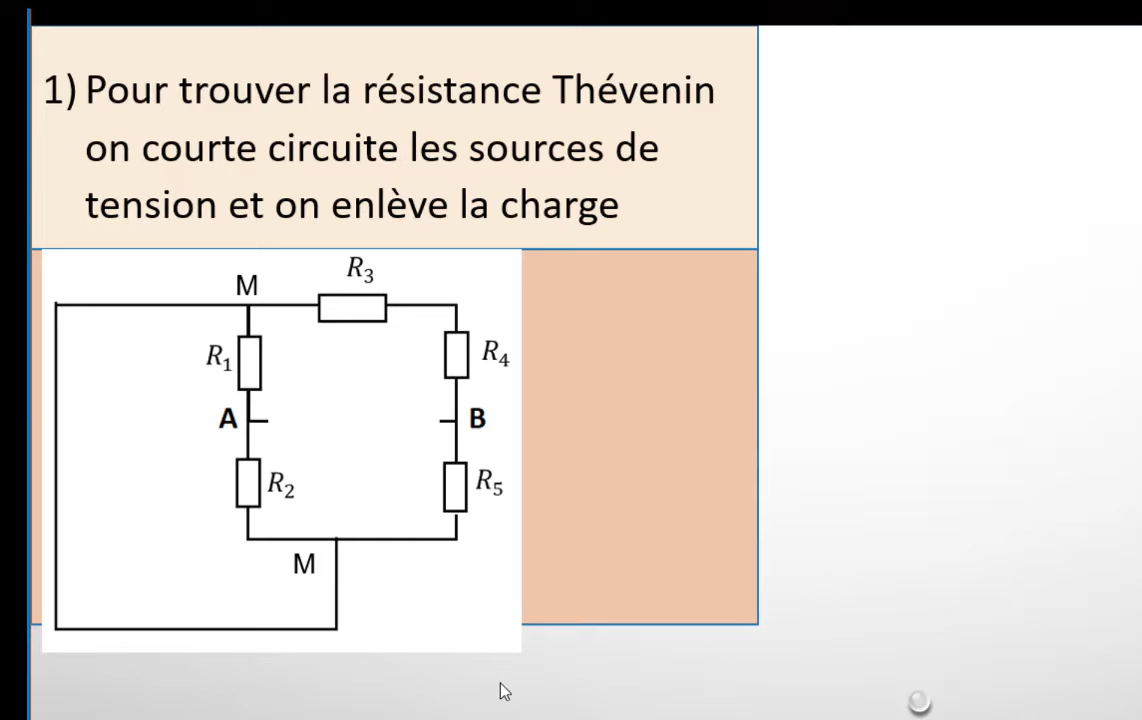 1) Pour trouver la résistance Thévenin
on courte circuite les sources de
tension et on enlève la charge
R₃
M
R₁
R₄
A
B
R₂
R₅
M